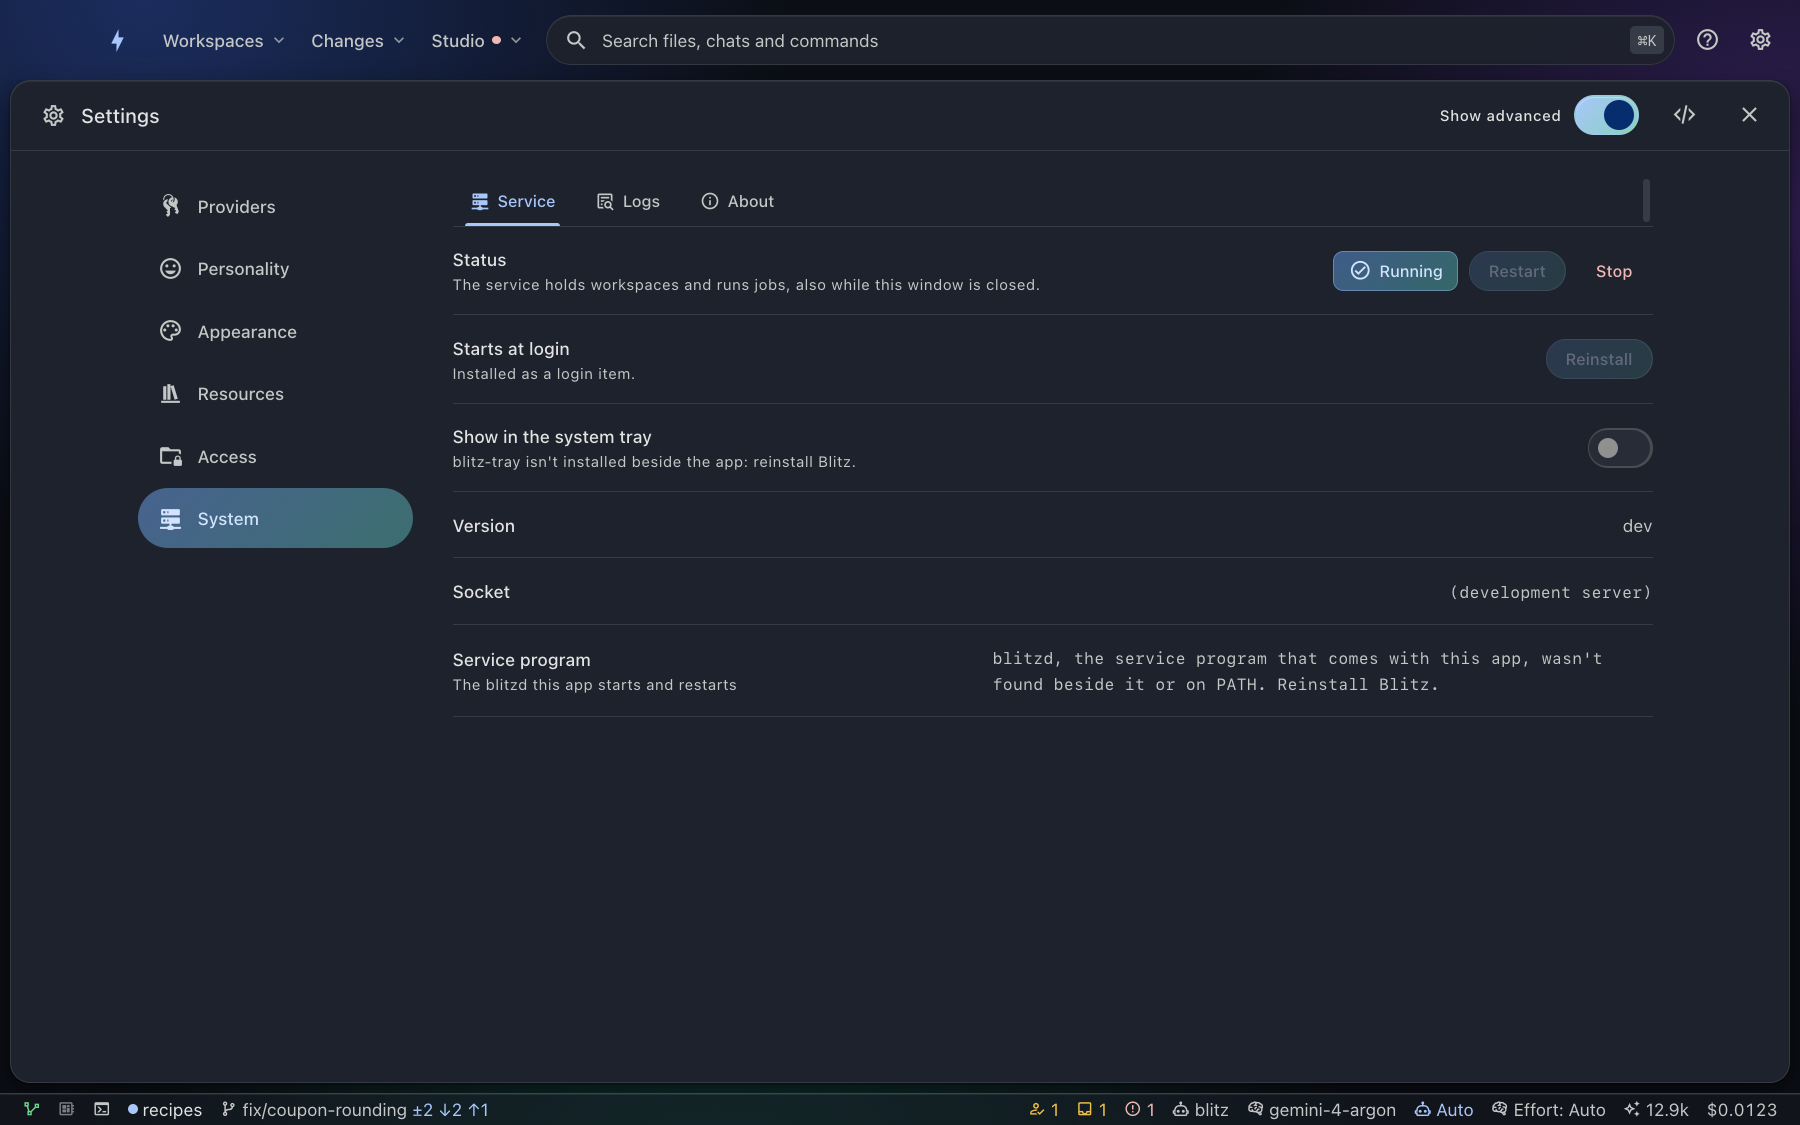 Workspaces Changes Studio Search files, chats and commands ⌘K
Settings Show advanced
Providers
Personality
Appearance
Resources
Access
System
Service Logs About
Status
The service holds workspaces and runs jobs, also while this window is closed.
Running Restart Stop
Starts at login
Installed as a login item.
Reinstall
Show in the system tray
blitz-tray isn't installed beside the app: reinstall Blitz.
Version dev
Socket (development server)
Service program
The blitzd this app starts and restarts
blitzd, the service program that comes with this app, wasn't
found beside it or on PATH. Reinstall Blitz.
recipes fix/coupon-rounding ±2 ↓2 ↑1 1 1 1 blitz gemini-4-argon Auto Effort: Auto 12.9k $0.0123